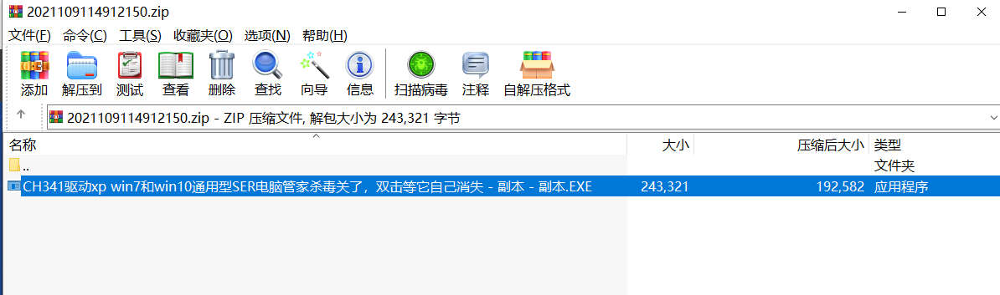 2021109114912150.zip
文件(F) 命令(C) 工具(S) 收藏夹(O) 选项(N) 帮助(H)
添加 解压到 测试 查看 删除 查找 向导 信息 扫描病毒 注释 自解压格式
2021109114912150.zip - ZIP 压缩文件, 解包大小为 243,321 字节
名称 大小 压缩后大小 类型
.. 文件夹
CH341驱动xp win7和win10通用型SER电脑管家杀毒关了，双击等它自己消失 - 副本 - 副本.EXE 243,321 192,582 应用程序